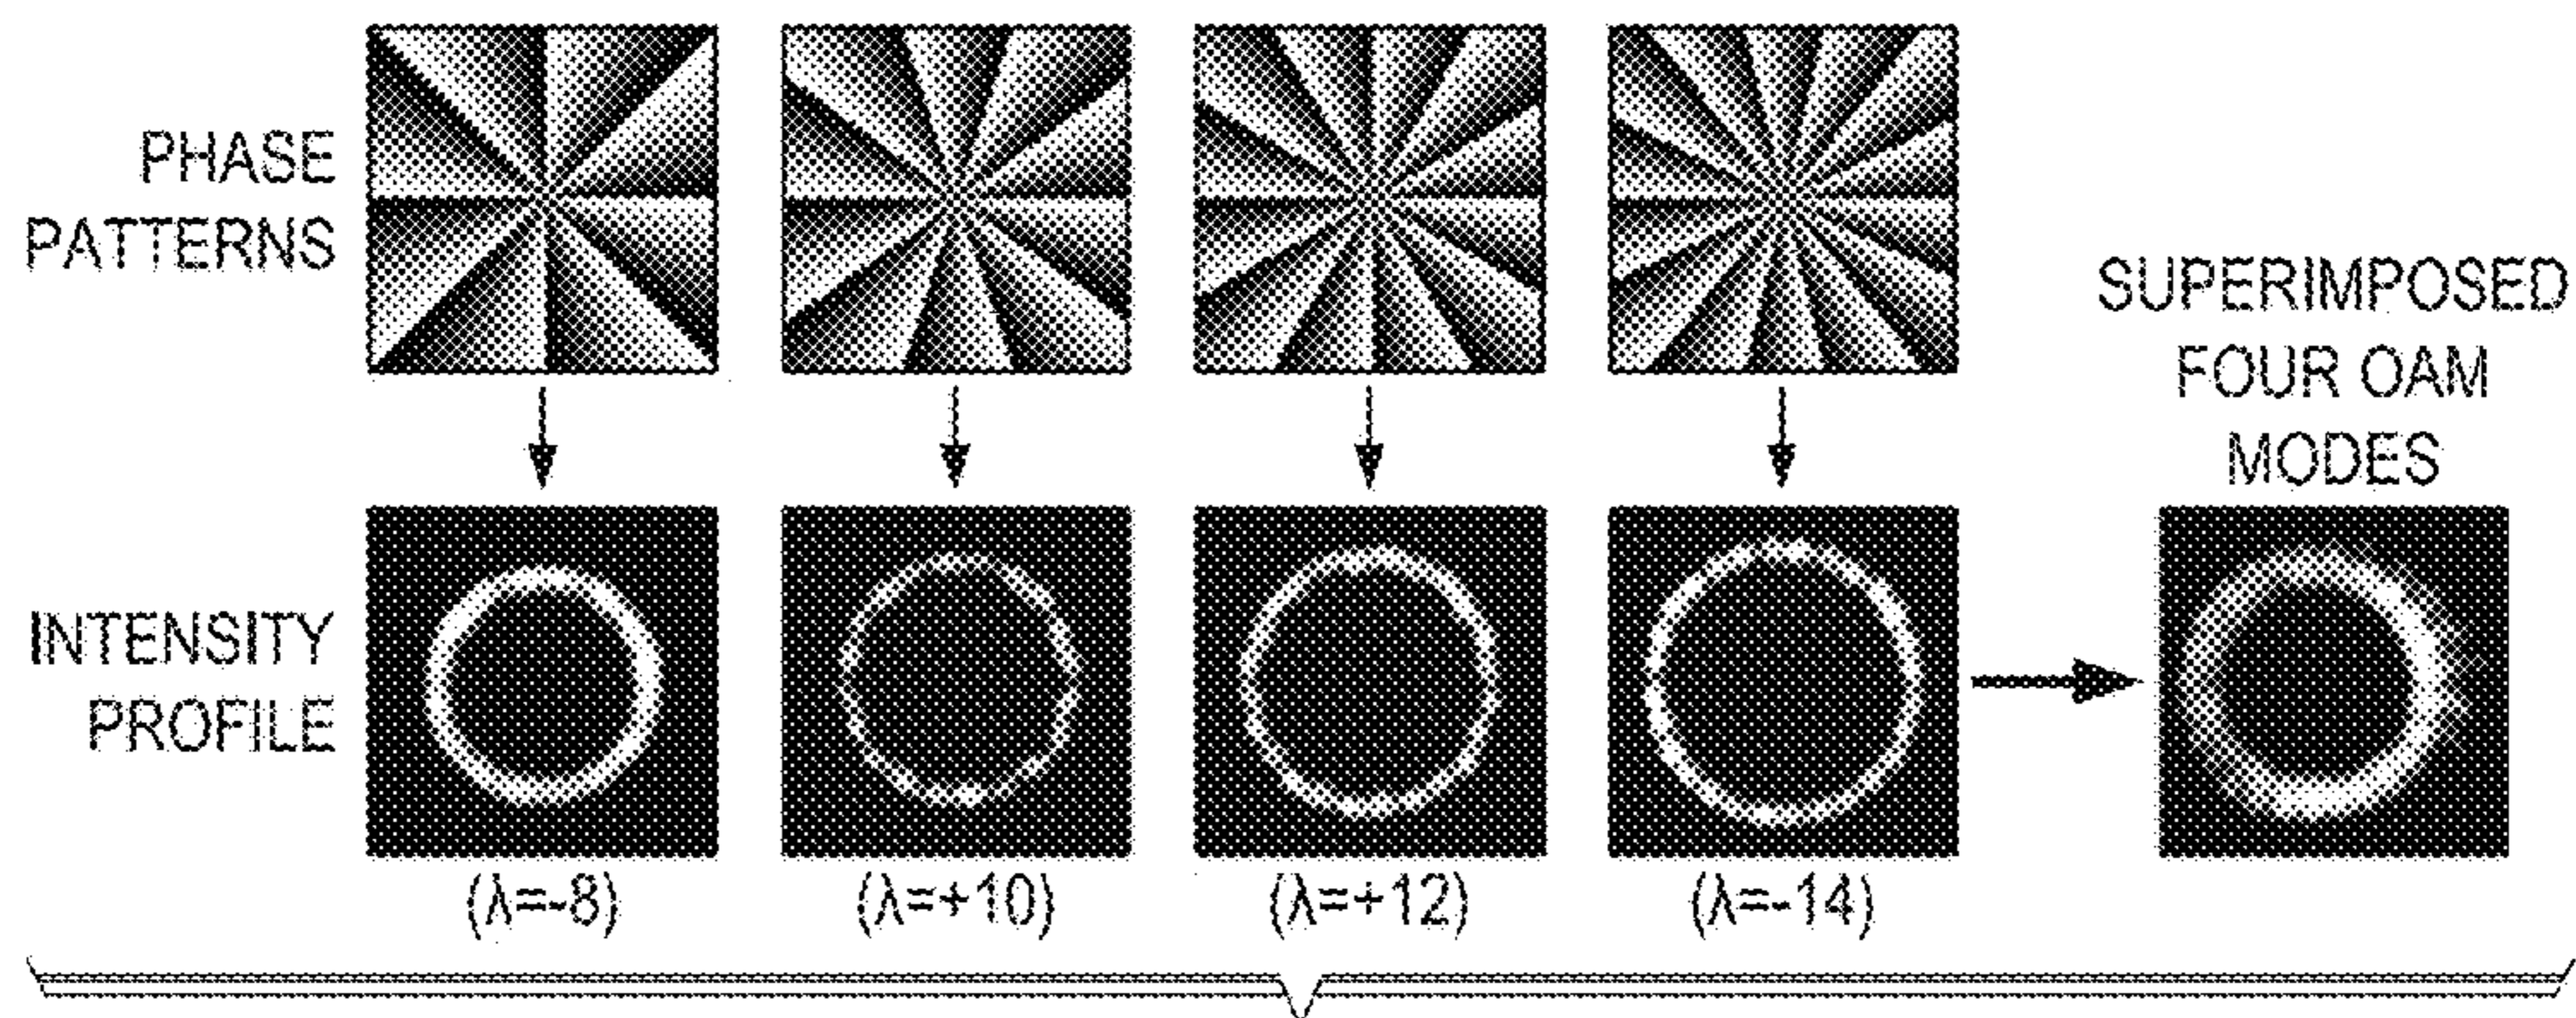 PHASE
PATTERNS
SUPERIMPOSED
FOUR OAM
MODES
INTENSITY
PROFILE
(λ=-8)
(λ=+10)
(λ=+12)
(λ=-14)